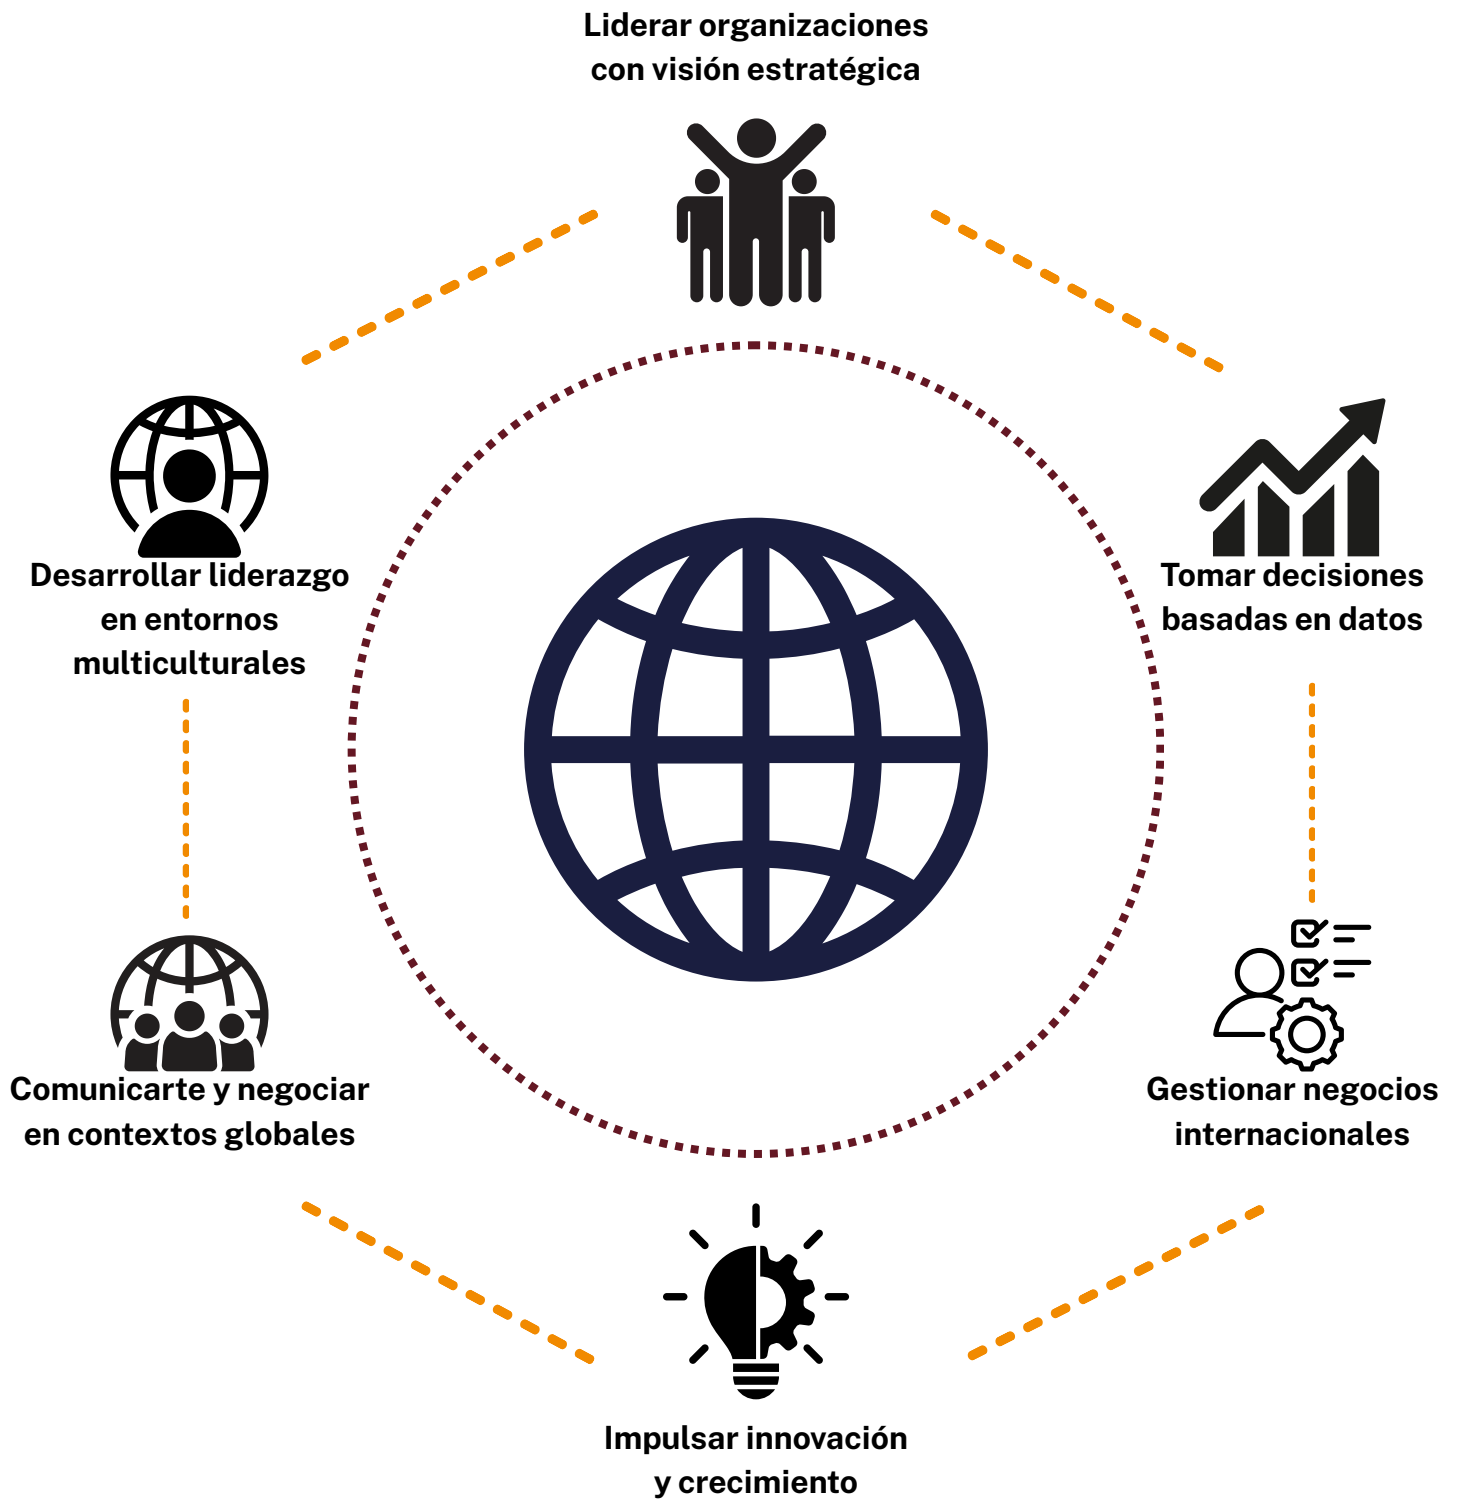 Liderar organizaciones
con visión estratégica
Tomar decisiones
basadas en datos
Gestionar negocios
internacionales
Impulsar innovación
y crecimiento
Comunicarte y negociar
en contextos globales
Desarrollar liderazgo
en entornos
multiculturales